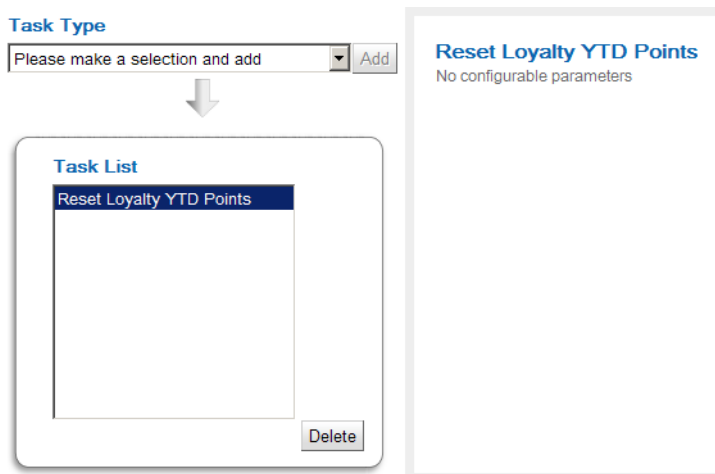 Task Type
Please make a selection and add
Add
Task List
Reset Loyalty YTD Points
Delete
Reset Loyalty YTD Points
No configurable parameters